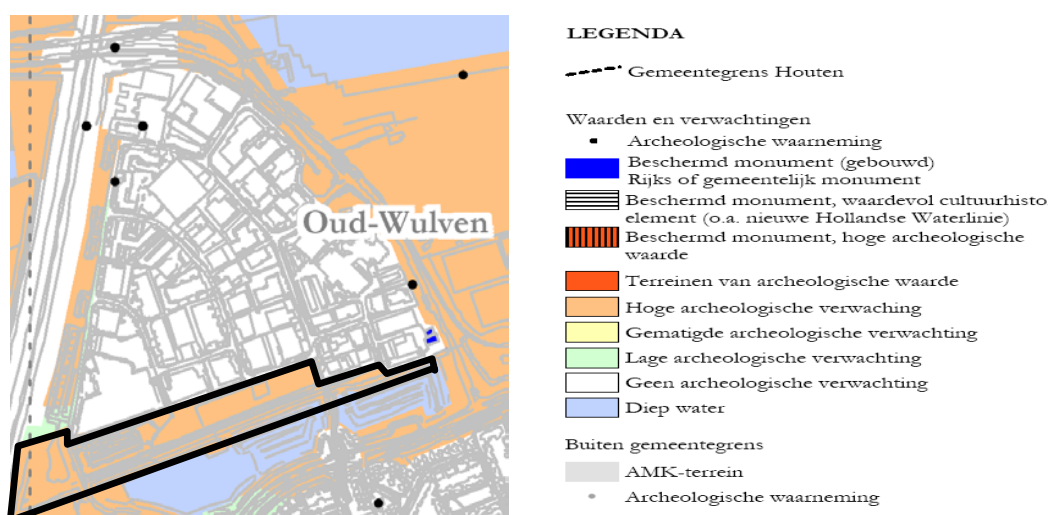 Oud-Wulven
LEGENDA
Gemeentegrens Houten
Waarden en verwachtingen
Archeologische waarneming
Beschermd monument (gebouwd)
Rijks of gemeentelijk monument
Beschermd monument, waardevol cultuurhisto
element (o.a. nieuwe Hollandse Waterlinie)
Beschermd monument, hoge archeologische
waarde
Terreinen van archeologische waarde
Hoge archeologische verwaching
Gematigde archeologische verwachting
Lage archeologische verwachting
Geen archeologische verwachting
Diep water
Buiten gemeentegrens
AMK-terrein
Archeologische waarneming